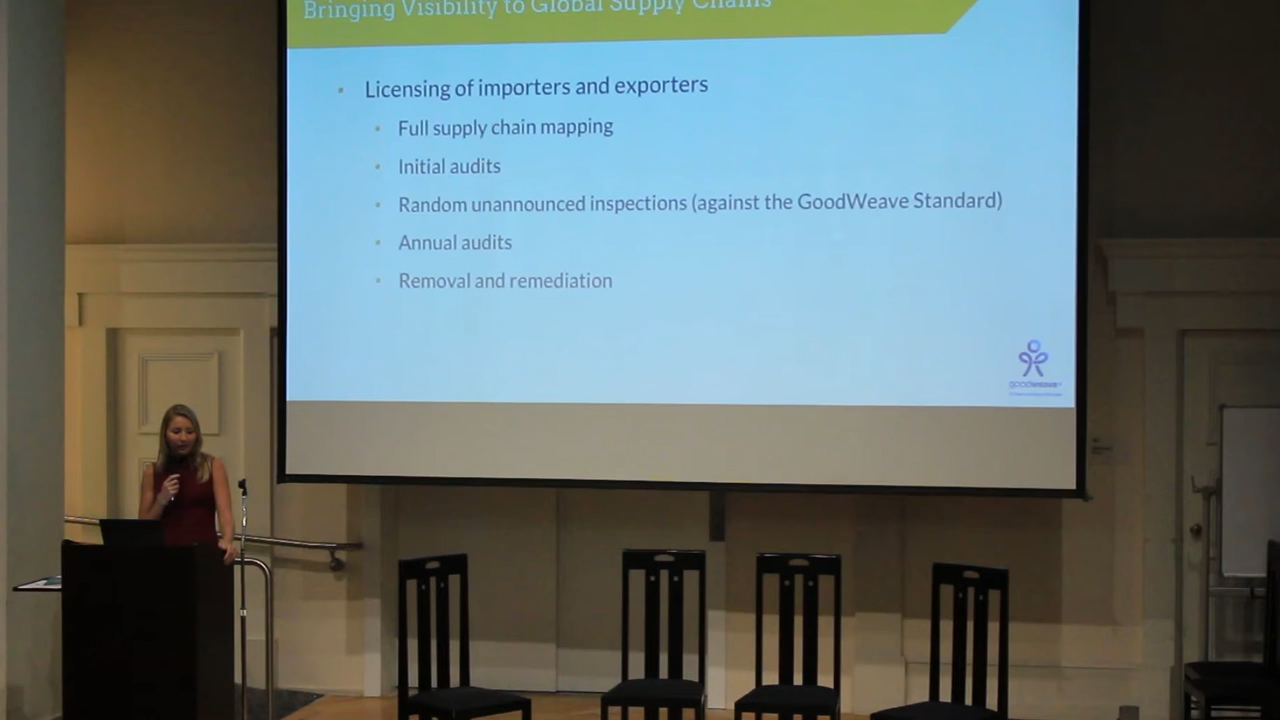 Bringing Visibility to Global Supply Chains
• Licensing of importers and exporters
• Full supply chain mapping
• Initial audits
• Random unannounced inspections (against the GoodWeave Standard)
• Annual audits
• Removal and remediation
goodweave